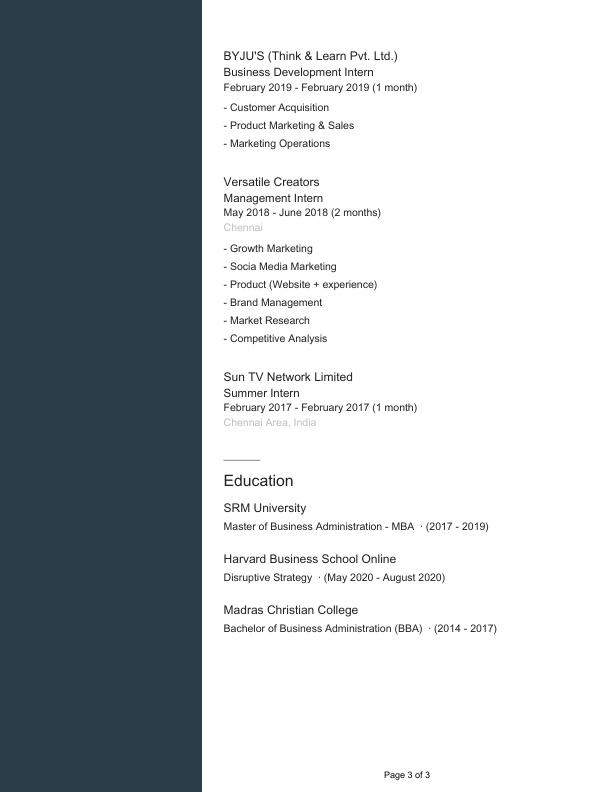 BYJU'S (Think & Learn Pvt. Ltd.)
Business Development Intern
February 2019 - February 2019 (1 month)
- Customer Acquisition
- Product Marketing & Sales
- Marketing Operations
Versatile Creators
Management Intern
May 2018 - June 2018 (2 months)
Chennai
- Growth Marketing
- Socia Media Marketing
- Product (Website + experience)
- Brand Management
- Market Research
- Competitive Analysis
Sun TV Network Limited
Summer Intern
February 2017 - February 2017 (1 month)
Chennai Area, India
Education
SRM University
Master of Business Administration - MBA · (2017 - 2019)
Harvard Business School Online
Disruptive Strategy · (May 2020 - August 2020)
Madras Christian College
Bachelor of Business Administration (BBA) · (2014 - 2017)
Page 3 of 3